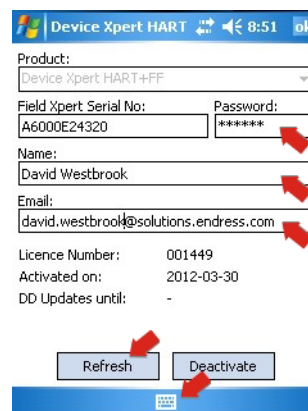 Device Xpert HART 8:51 ok
Product:
Device Xpert HART+FF
Field Xpert Serial No: Password:
A6000E24320 ******
Name:
David Westbrook
Email:
david.westbrook@solutions.endress.com
Licence Number: 001449
Activated on: 2012-03-30
DD Updates until: -
Refresh Deactivate